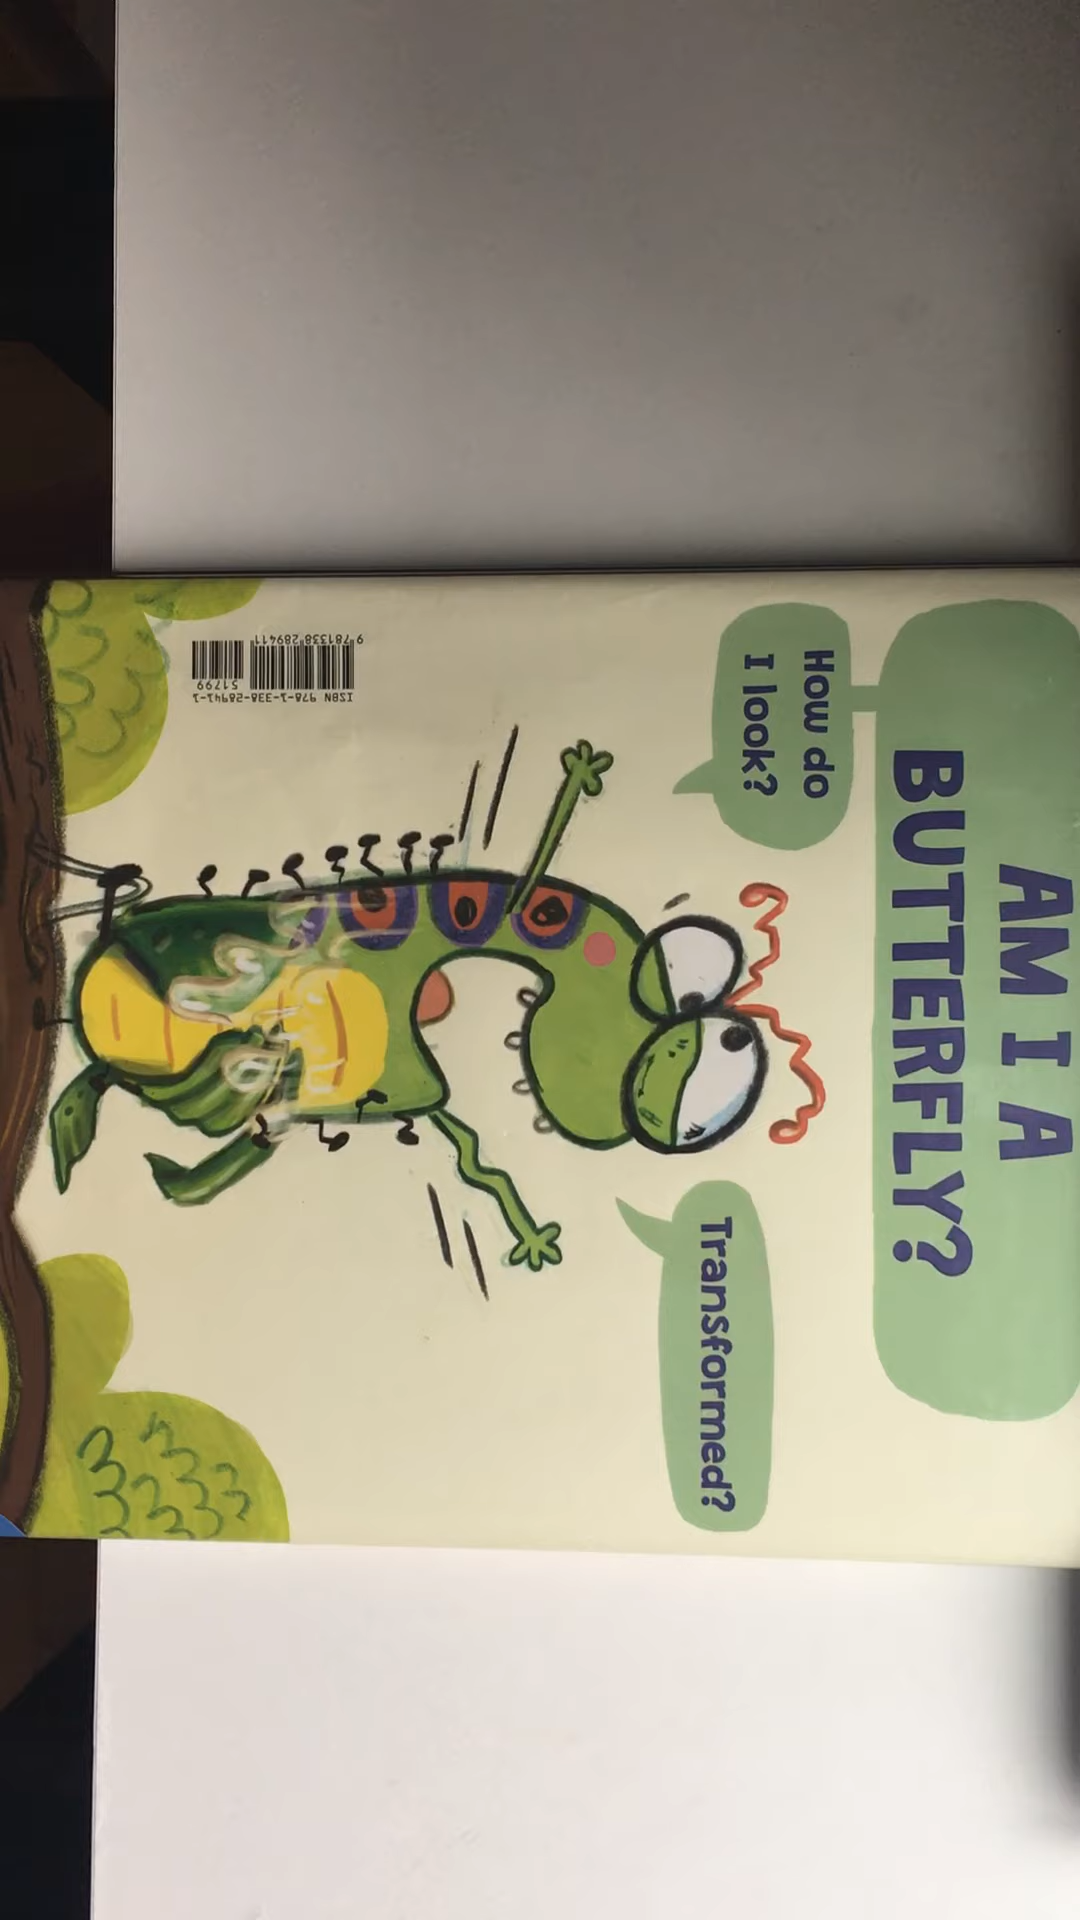 AM I A
BUTTERFLY?
How do
I look?
Transformed?
ISBN 978-1-338-28941-1
51799
9 781338 289411